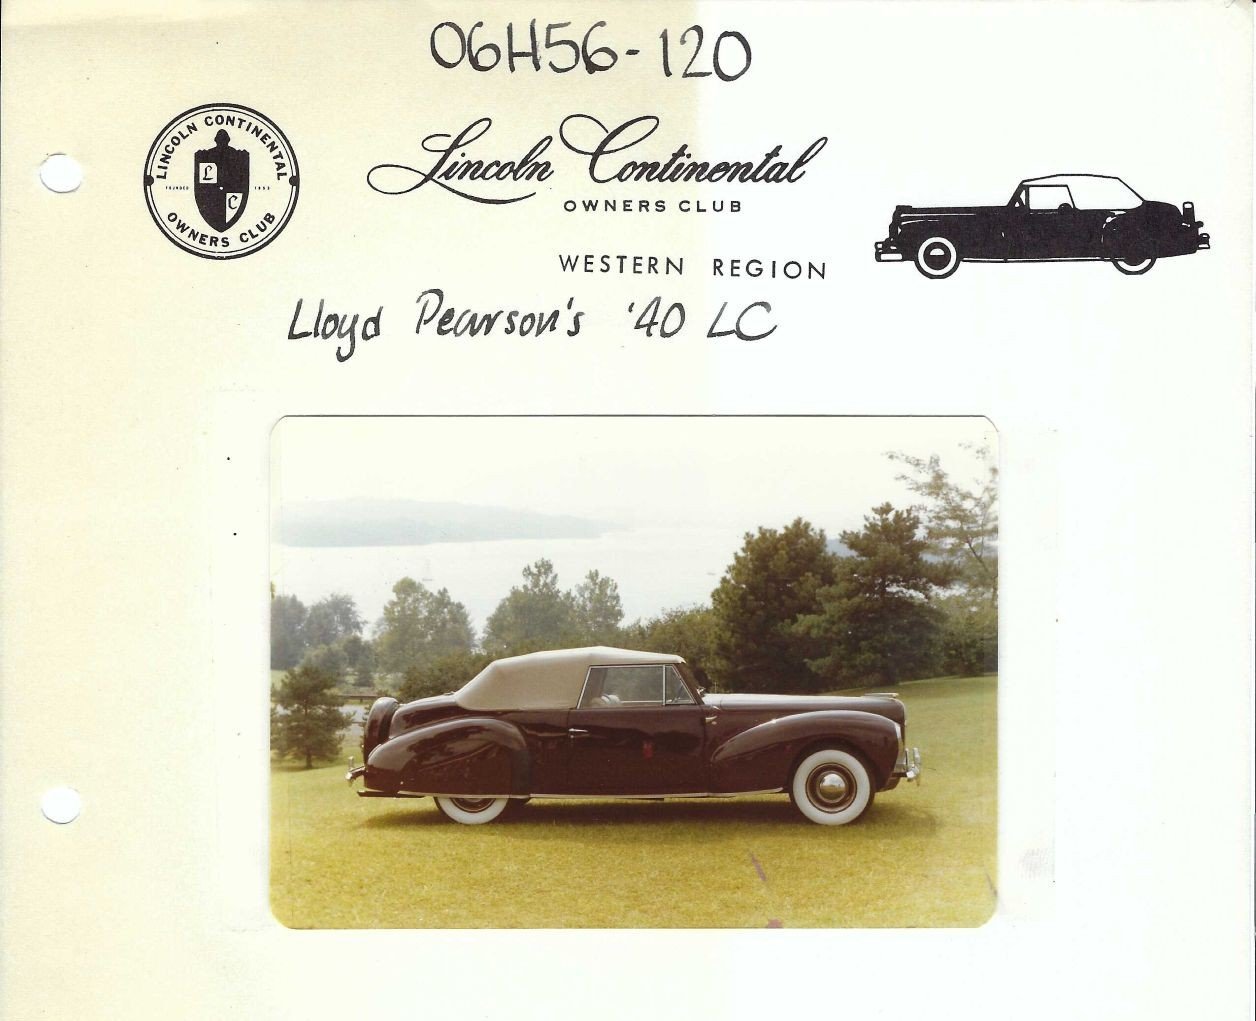 06H56-120
LINCOLN CONTINENTAL
L
FOUNDED 1953
C
OWNERS CLUB
Lincoln Continental
OWNERS CLUB
WESTERN REGION
Lloyd Pearson's '40 LC